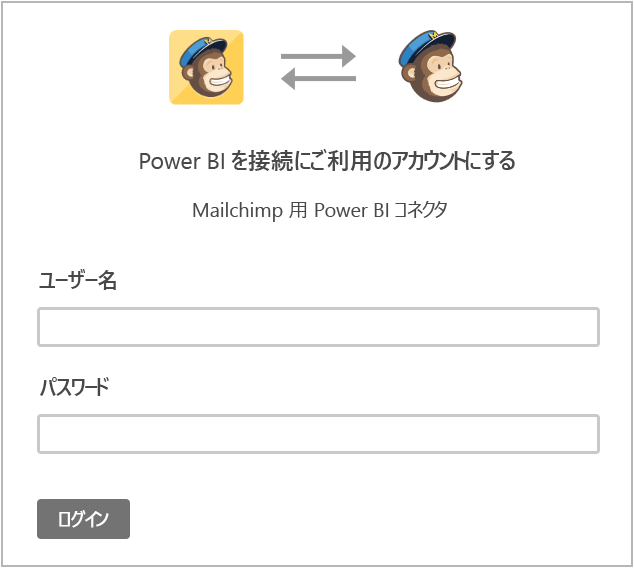 Power BI を接続にご利用のアカウントにする
Mailchimp 用 Power BI コネクタ
ユーザー名
パスワード
ログイン